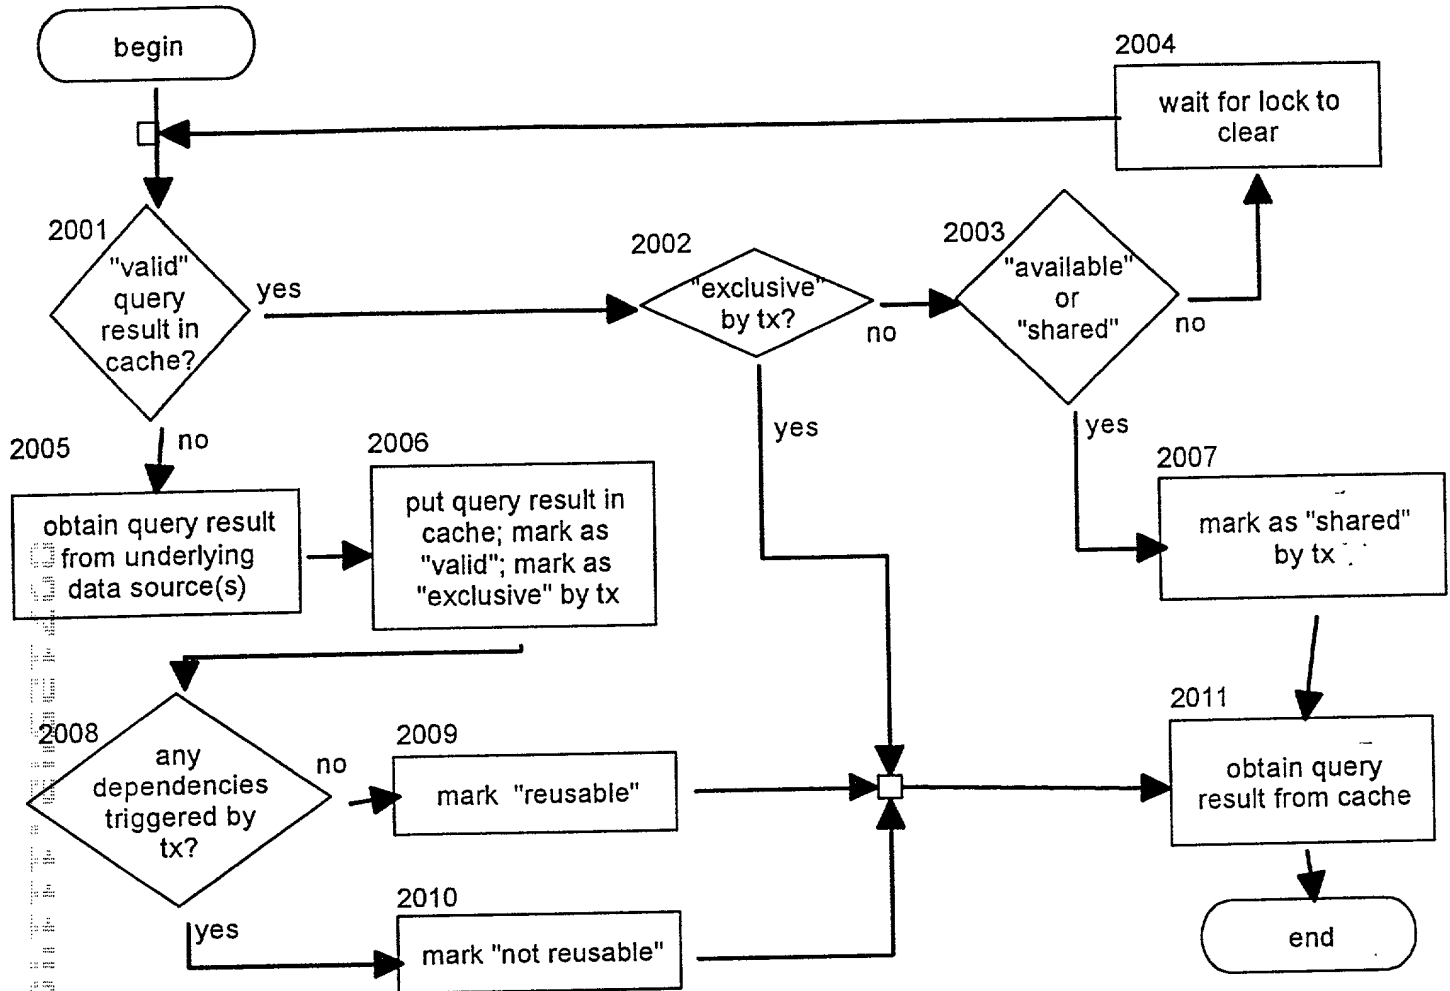 begin
2004
wait for lock to
clear
2001
"valid"
query
result in
cache?
yes
2002
"exclusive"
by tx?
no
2003
"available"
or
"shared"
no
yes
yes
no
2005
obtain query result
from underlying
data source(s)
2006
put query result in
cache; mark as
"valid"; mark as
"exclusive" by tx
2007
mark as "shared"
by tx
2008
any
dependencies
triggered by
tx?
no
2009
mark "reusable"
2011
obtain query
result from cache
yes
2010
mark "not reusable"
end